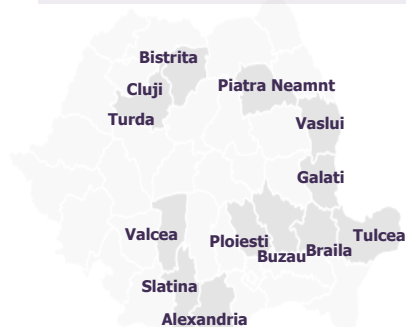 Bistrita
Piatra Neamnt
Cluji
Turda
Vaslui
Galati
Valcea
Ploiesti
Tulcea
Buzau
Braila
Slatina
Alexandria